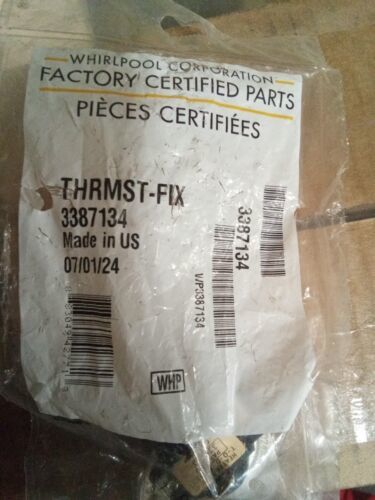 WHIRLPOOL CORPORATION
FACTORY CERTIFIED PARTS
PIÈCES CERTIFIÉES
THRMST-FIX
3387134
Made in US
07/01/24
3387134
WP3387134
WHP